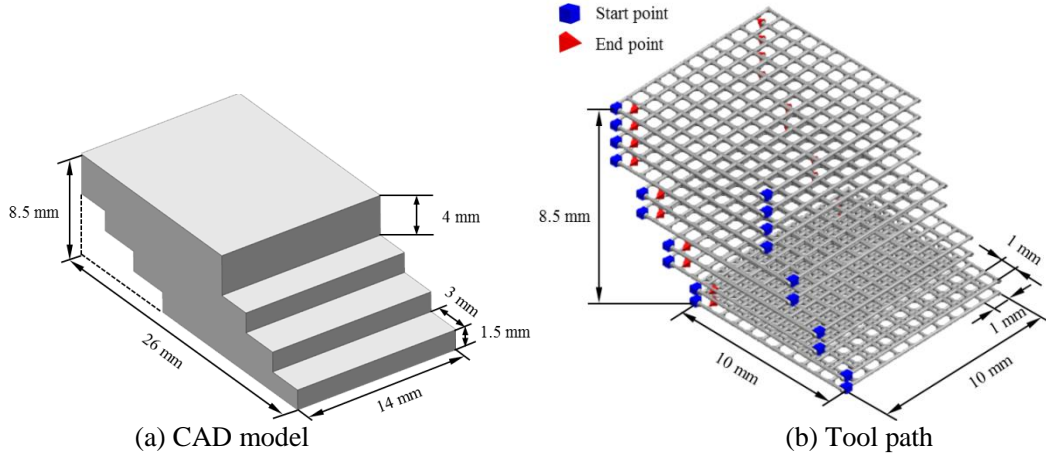 Start point
End point
8.5 mm
4 mm
3 mm
1.5 mm
26 mm
14 mm
8.5 mm
1 mm
1 mm
10 mm
10 mm
(a) CAD model
(b) Tool path